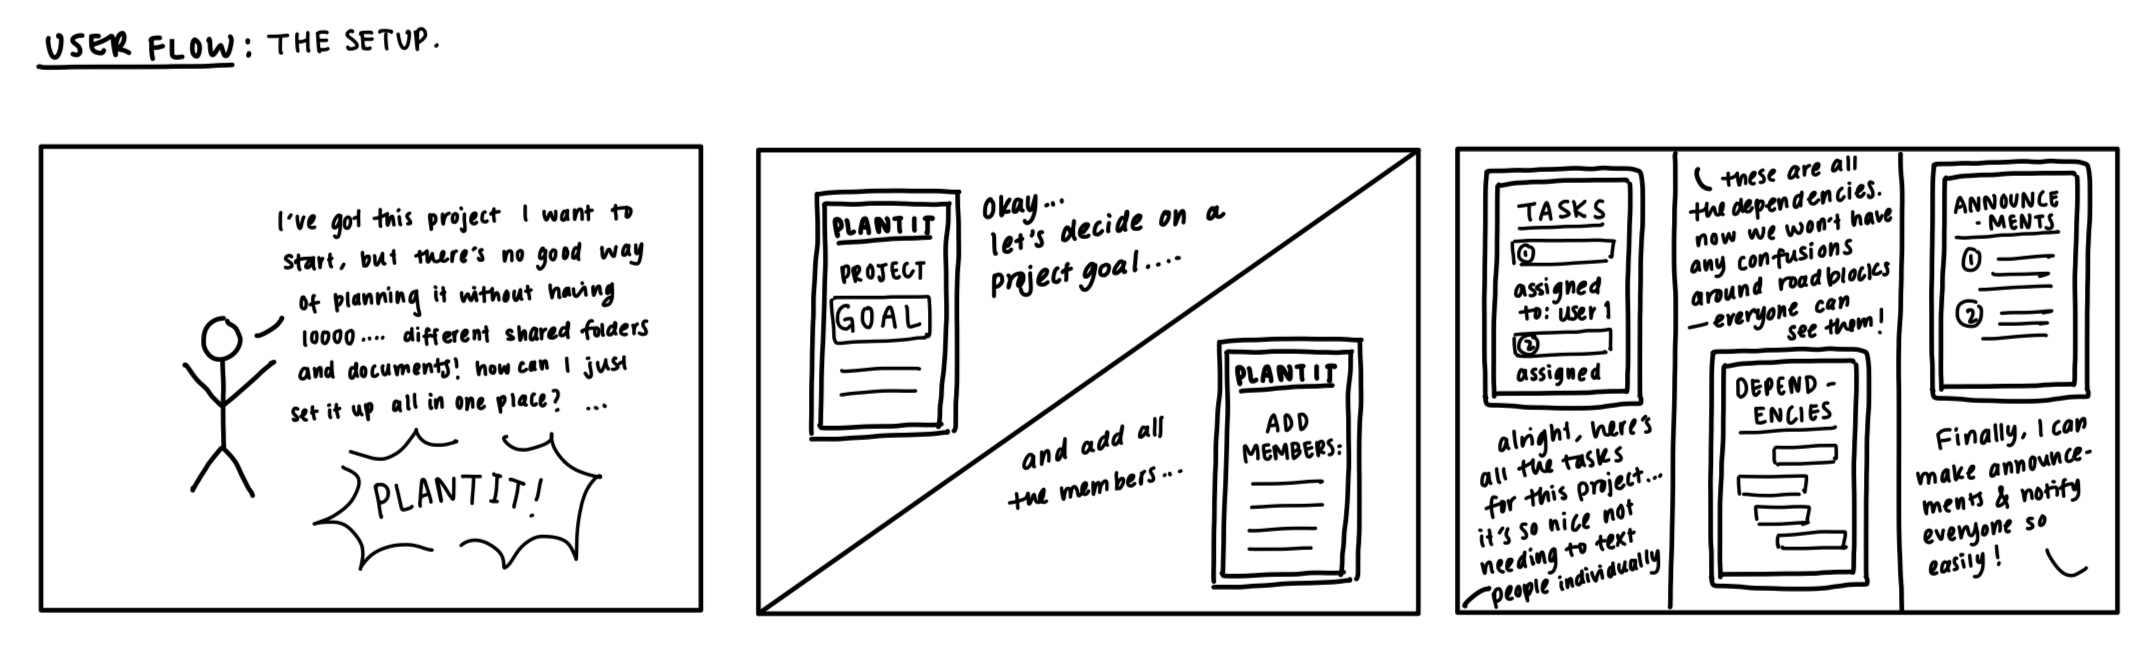 USER FLOW: THE SETUP.
I've got this project I want to
start, but there's no good way
of planning it without having
10000.... different shared folders
and documents! how can I just
set it up all in one place? ...
PLANTIT!
PLANTIT
PROJECT
GOAL
okay...
let's decide on a
project goal....
and add all
the members...
PLANTIT
ADD
MEMBERS:
TASKS
1
assigned
to: user 1
2
assigned
alright, here's
all the tasks
for this project...
it's so nice not
needing to text
people individually
these are all
the dependencies.
now we won't have
any confusions
around roadblocks
– everyone can
see them!
DEPEND -
ENCIES
ANNOUNCE
- MENTS
1
2
Finally, I can
make announce-
ments & notify
everyone so
easily!